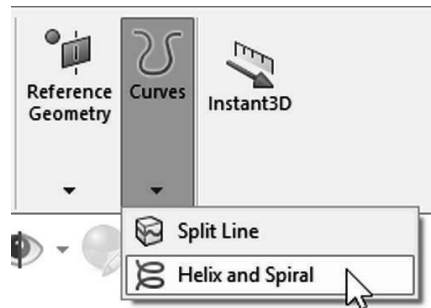 Reference
Geometry
Curves
Instant3D
Split Line
Helix and Spiral